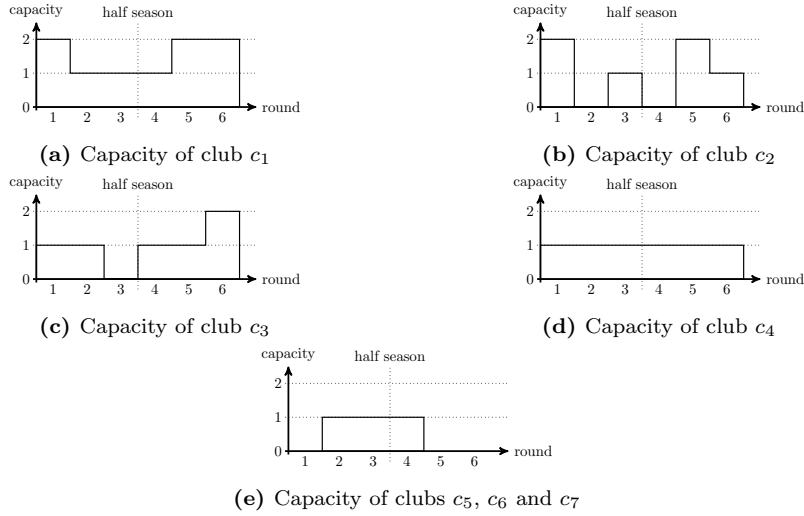 capacity half season
2
1
0
1 2 3 4 5 6 round
(a) Capacity of club c₁
capacity half season
2
1
0
1 2 3 4 5 6 round
(b) Capacity of club c₂
capacity half season
2
1
0
1 2 3 4 5 6 round
(c) Capacity of club c₃
capacity half season
2
1
0
1 2 3 4 5 6 round
(d) Capacity of club c₄
capacity half season
2
1
0
1 2 3 4 5 6 round
(e) Capacity of clubs c₅, c₆ and c₇